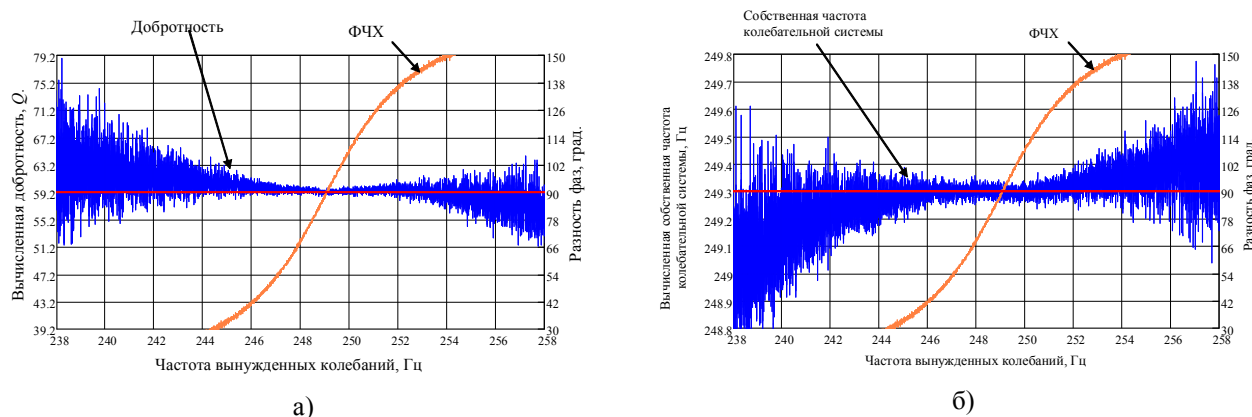 Добротность
ФЧХ
79.2
75.2
71.2
67.2
63.2
59.2
55.2
51.2
47.2
43.2
39.2
Вычисленная добротность, Q.
150
138
126
114
102
90
78
66
54
42
30
Разность фаз, град.
238 240 242 244 246 248 250 252 254 256 258
Частота вынужденных колебаний, Гц
а)
Собственная частота
колебательной системы
ФЧХ
249.8
249.8
249.6
249.5
249.4
249.3
249.2
249.1
249
248.9
248.8
Вычисленная собственная частота
колебательной системы, Гц
150
138
126
114
102
90
78
66
54
42
30
Разность фаз, град.
238 240 242 244 246 248 250 252 254 256 258
Частота вынужденных колебаний, Гц
б)